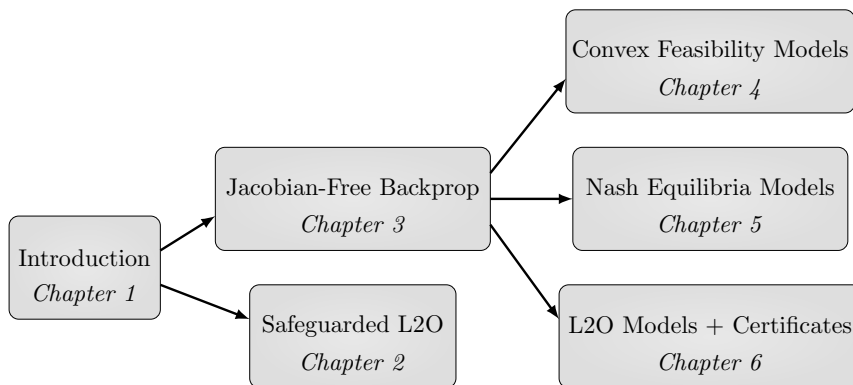 Introduction
Chapter 1
Jacobian-Free Backprop
Chapter 3
Safeguarded L2O
Chapter 2
Convex Feasibility Models
Chapter 4
Nash Equilibria Models
Chapter 5
L2O Models + Certificates
Chapter 6